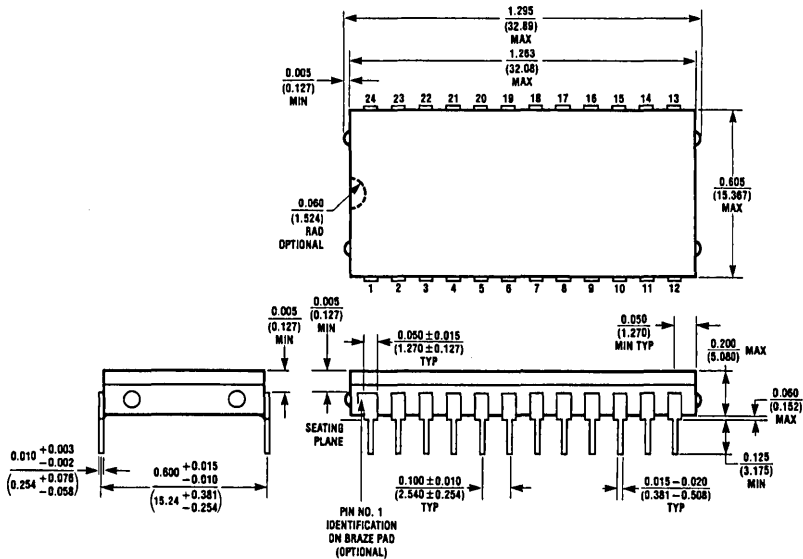 1.295
(32.89)
MAX
1.263
(32.08)
MAX
0.005
(0.127)
MIN
24 23 22 21 20 19 18 17 16 15 14 13
0.605
(15.367)
MAX
0.060
(1.524)
RAD
OPTIONAL
1 2 3 4 5 6 7 8 9 10 11 12
0.005
(0.127)
MIN
0.005
(0.127)
MIN
0.050 ± 0.015
(1.270 ± 0.127)
TYP
0.050
(1.270)
MIN TYP
0.200
(5.080)
MAX
0.060
(0.152)
MAX
SEATING
PLANE
0.125
(3.175)
MIN
0.010 +0.003
-0.002
(0.254 +0.076
-0.058)
0.600 +0.015
-0.010
(15.24 +0.381
-0.254)
0.100 ± 0.010
(2.540 ± 0.254)
TYP
0.015 – 0.020
(0.381 – 0.508)
TYP
PIN NO. 1
IDENTIFICATION
ON BRAZE PAD
(OPTIONAL)